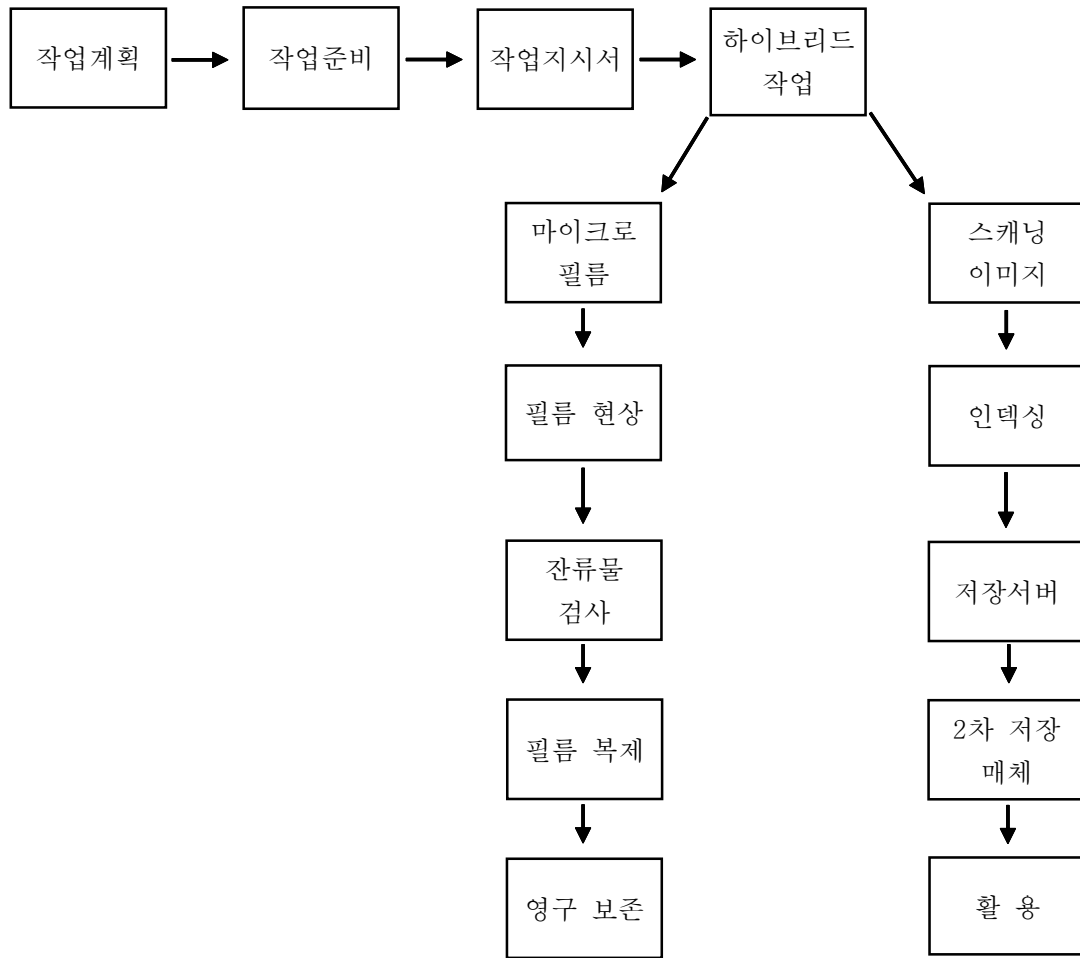 작업계획
작업준비
작업지시서
하이브리드
작업
마이크로
필름
필름 현상
잔류물
검사
필름 복제
영구 보존
스캐닝
이미지
인덱싱
저장서버
2차 저장
매체
활 용